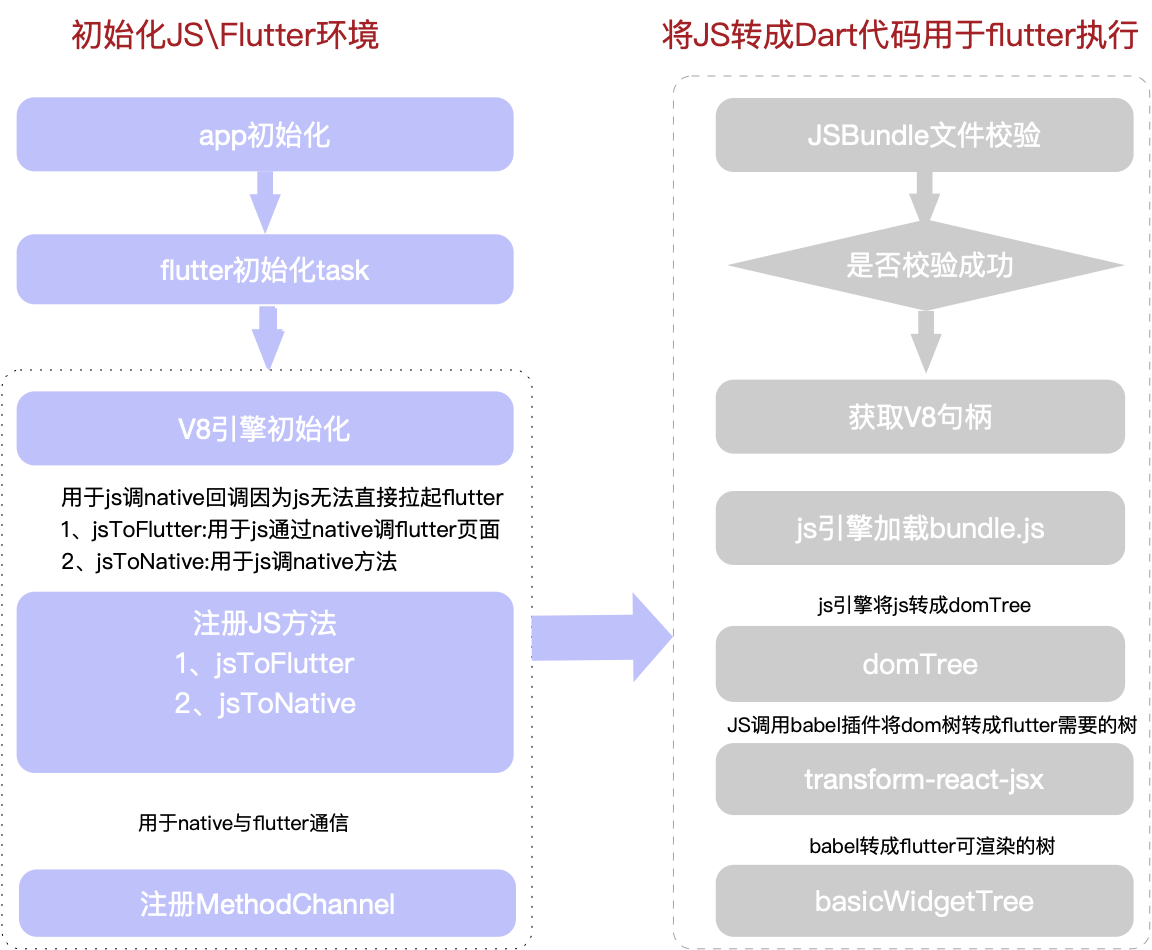 初始化JS\Flutter环境
app初始化
flutter初始化task
V8引擎初始化
用于js调native回调因为js无法直接拉起flutter
1、jsToFlutter:用于js通过native调flutter页面
2、jsToNative:用于js调native方法
注册JS方法
1、jsToFlutter
2、jsToNative
用于native与flutter通信
注册MethodChannel
将JS转成Dart代码用于flutter执行
JSBundle文件校验
是否校验成功
获取V8句柄
js引擎加载bundle.js
js引擎将js转成domTree
domTree
JS调用babel插件将dom树转成flutter需要的树
transform-react-jsx
babel转成flutter可渲染的树
basicWidgetTree